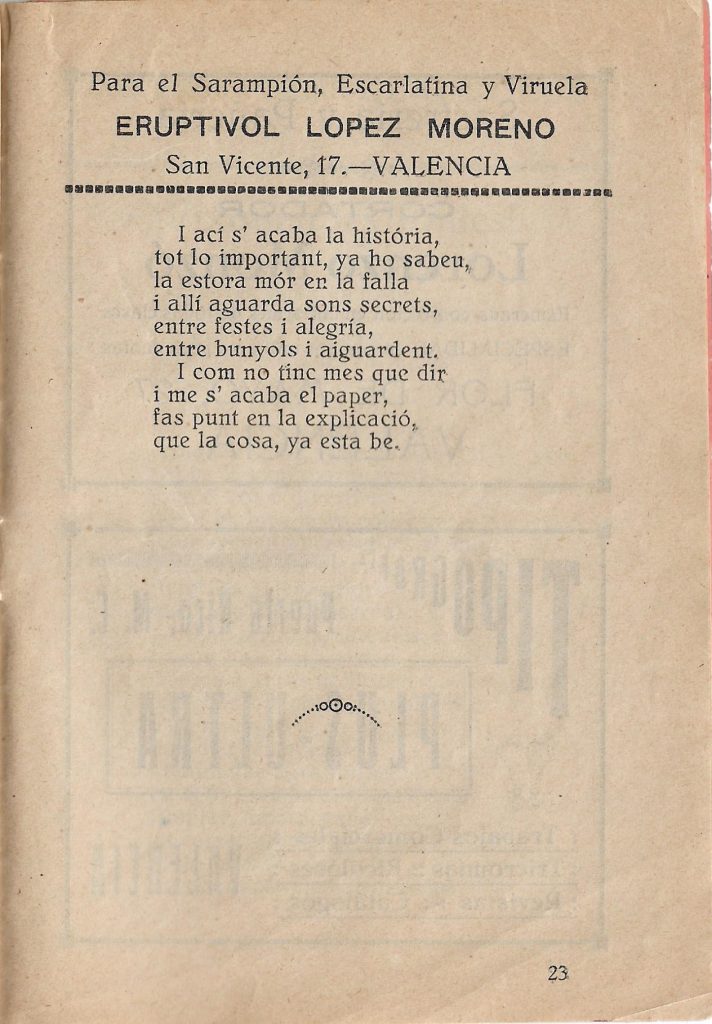 Para el Sarampión, Escarlatina y Viruela
ERUPTIVOL LOPEZ MORENO
San Vicente, 17.—VALENCIA
I ací s' acaba la história,
tot lo important, ya ho sabeu,
la estora mór en la falla
i allí aguarda sons secrets,
entre festes i alegría,
entre bunyols i aiguardent.
I com no tinc mes que dir
i me s' acaba el paper,
fas punt en la explicació,
que la cosa, ya esta be.
23